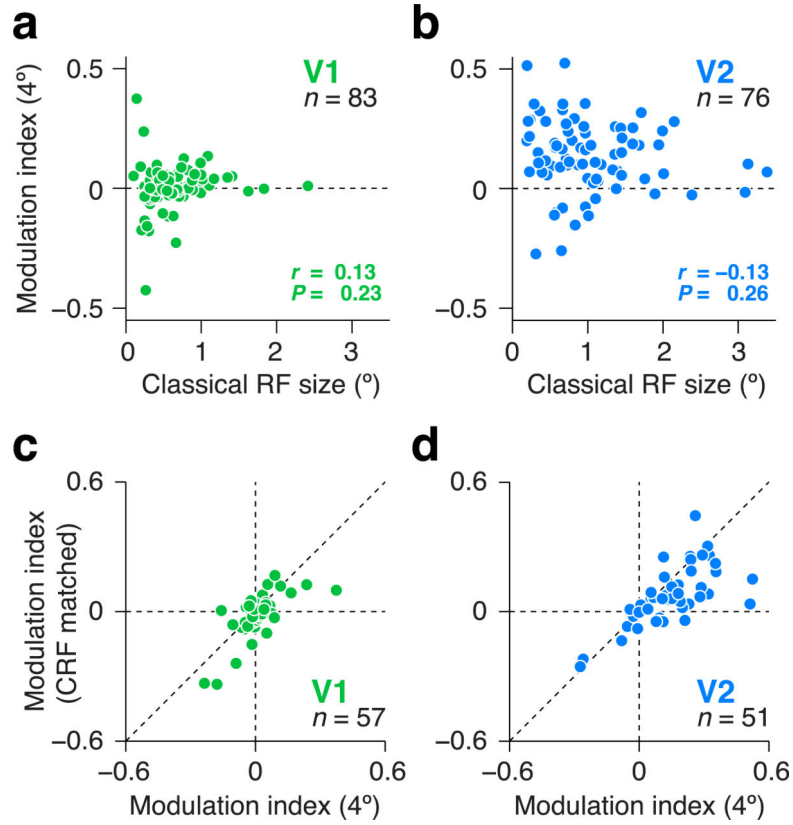 a
V1
n = 83
Modulation index (4º)
0.5
0
−0.5
r = 0.13
P = 0.23
0 1 2 3
Classical RF size (º)
b
V2
n = 76
0.5
0
−0.5
r = −0.13
P = 0.26
0 1 2 3
Classical RF size (º)
c
Modulation index
(CRF matched)
0.6
0
−0.6
V1
n = 57
−0.6 0 0.6
Modulation index (4º)
d
0.6
0
−0.6
V2
n = 51
−0.6 0 0.6
Modulation index (4º)